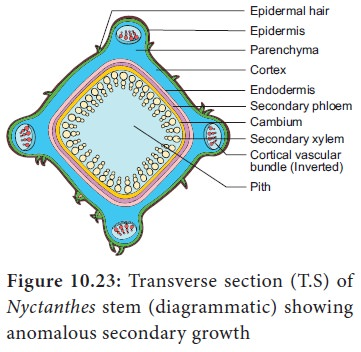 Epidermal hair
Epidermis
Parenchyma
Cortex
Endodermis
Secondary phloem
Cambium
Secondary xylem
Cortical vascular
bundle (Inverted)
Pith
Figure 10.23: Transverse section (T.S) of
Nyctanthes stem (diagrammatic) showing
anomalous secondary growth